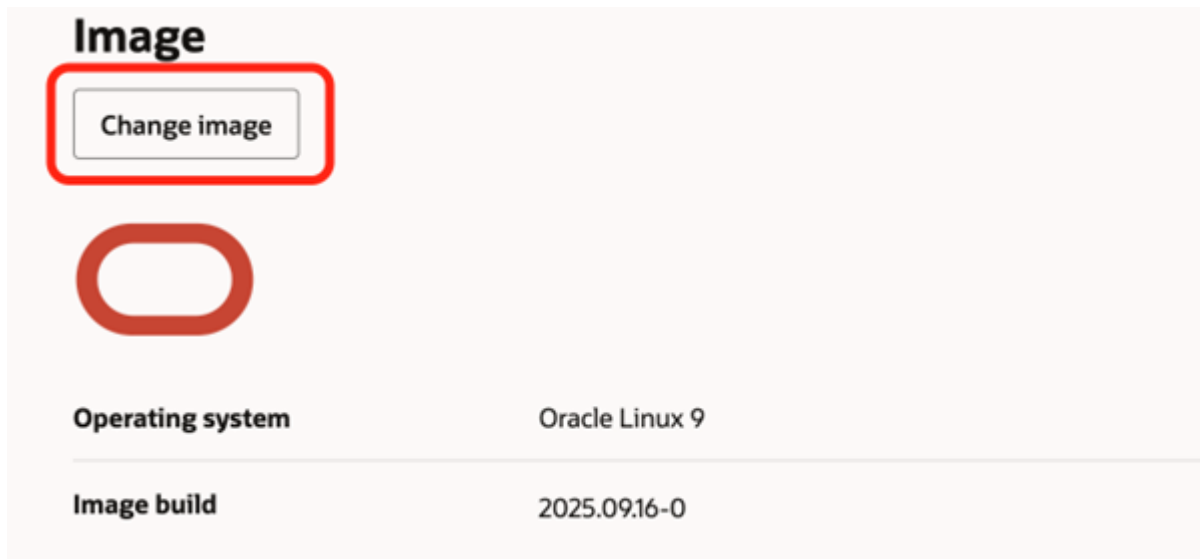 Image
Change image
Operating system Oracle Linux 9
Image build 2025.09.16-0